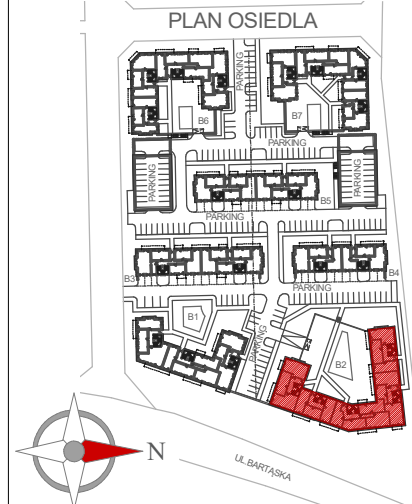 PLAN OSIEDLA
PARKING
B6
B7
PARKING
PARKING
PARKING
B5
PARKING
B3
B4
PARKING
B1
PARKING
B2
N
UL.BARTĄSKA